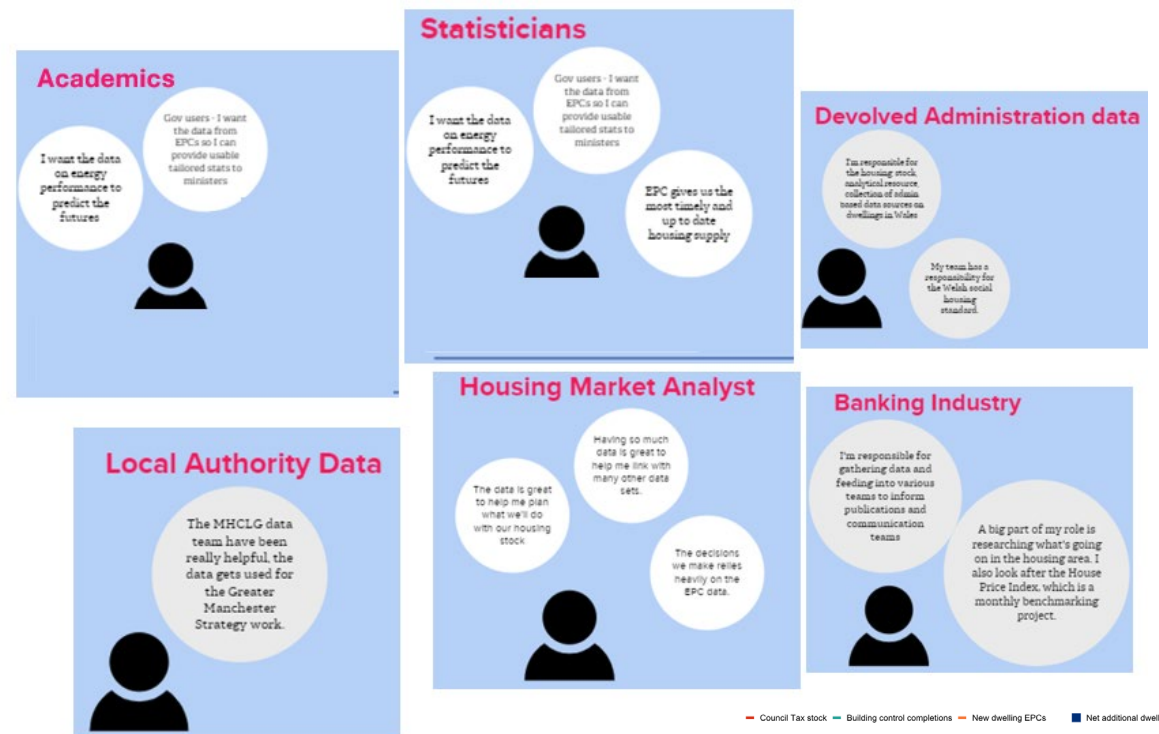 Academics
I want the data
on energy
performance to
predict the
futures
Gov users - I want
the data from
EPCs so I can
provide usable
tailored stats to
ministers
Statisticians
I want the data
on energy
performance to
predict the
futures
Gov users - I want
the data from
EPCs so I can
provide usable
tailored stats to
ministers
EPC gives us the
most timely and
up to date
housing supply
Devolved Administration data
I'm responsible for
the housing stock,
analytical resource,
collection of admin
based data sources on
dwellings in Wales
My team has a
responsibility for
the Welsh social
housing
standard.
Local Authority Data
The MHCLG data
team have been
really helpful, the
data gets used for
the Greater
Manchester
Strategy work.
Housing Market Analyst
The data is great
to help me plan
what we'll do
with our housing
stock
Having so much
data is great to
help me link with
many other data
sets.
The decisions
we make relies
heavily on the
EPC data.
Banking Industry
I'm responsible for
gathering data and
feeding into various
teams to inform
publications and
communication
teams
A big part of my role is
researching what's going
on in the housing area. I
also look after the House
Price Index, which is a
monthly benchmarking
project.
Council Tax stock Building control completions New dwelling EPCs Net additional dwell